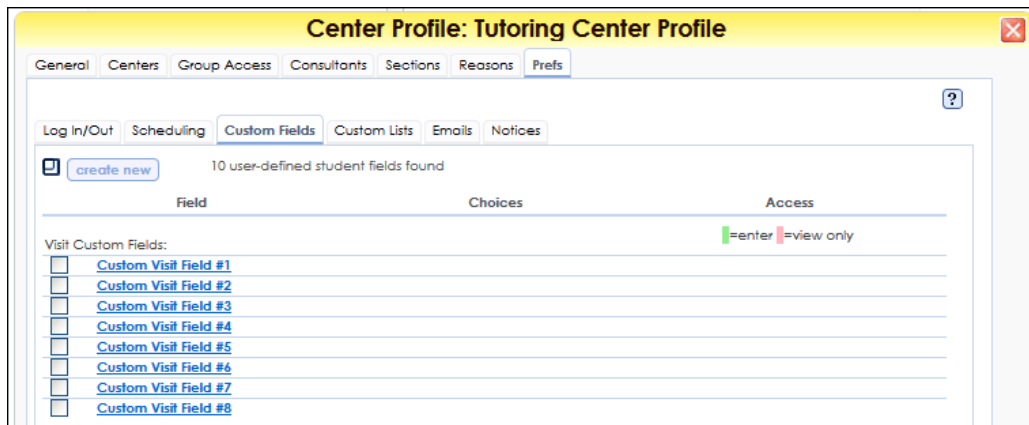 Center Profile: Tutoring Center Profile
General Centers Group Access Consultants Sections Reasons Prefs
?
Log In/Out Scheduling Custom Fields Custom Lists Emails Notices
create new 10 user-defined student fields found
Field Choices Access
=enter =view only
Visit Custom Fields:
Custom Visit Field #1
Custom Visit Field #2
Custom Visit Field #3
Custom Visit Field #4
Custom Visit Field #5
Custom Visit Field #6
Custom Visit Field #7
Custom Visit Field #8